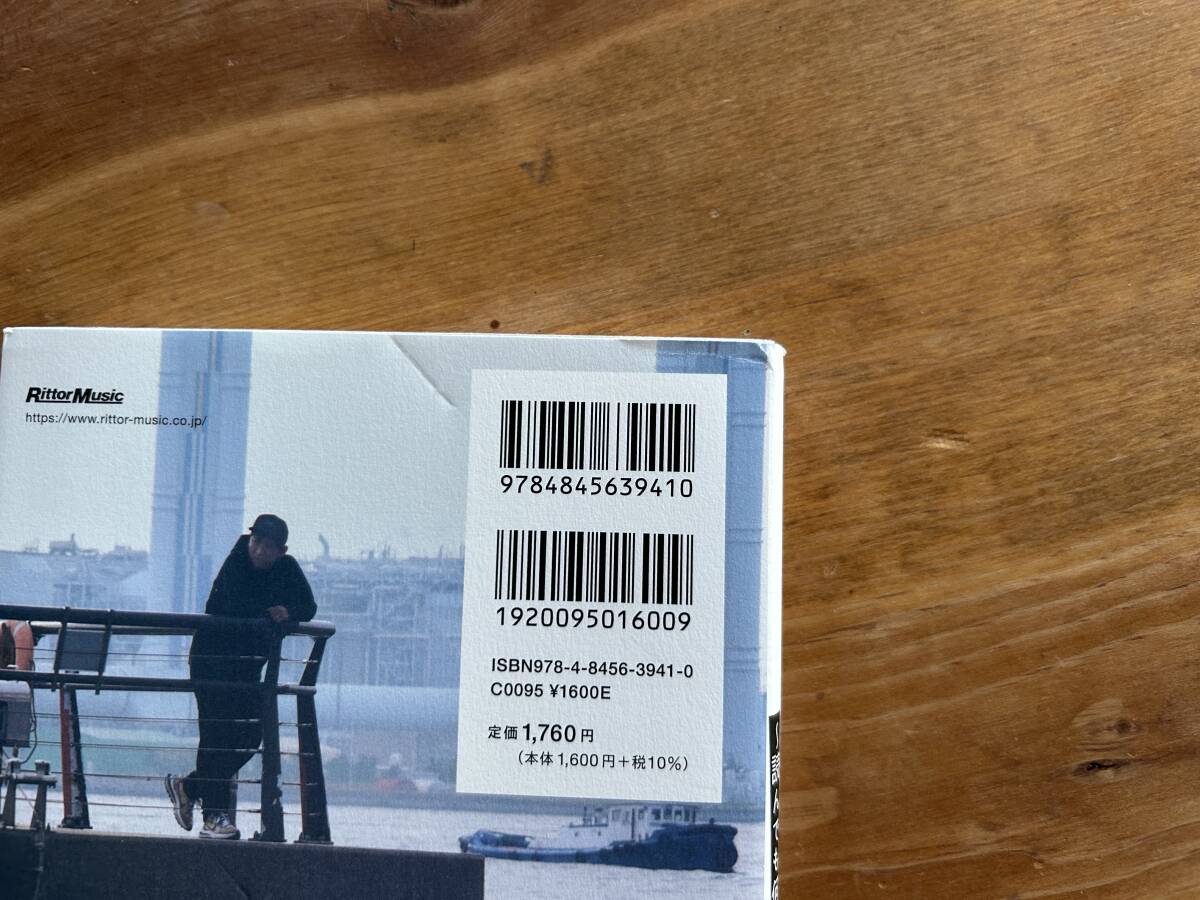 RittorMusic
https://www.rittor-music.co.jp/
9784845639410
1920095016009
ISBN978-4-8456-3941-0
C0095 ¥1600E
定価1,760円
（本体1,600円＋税10%）